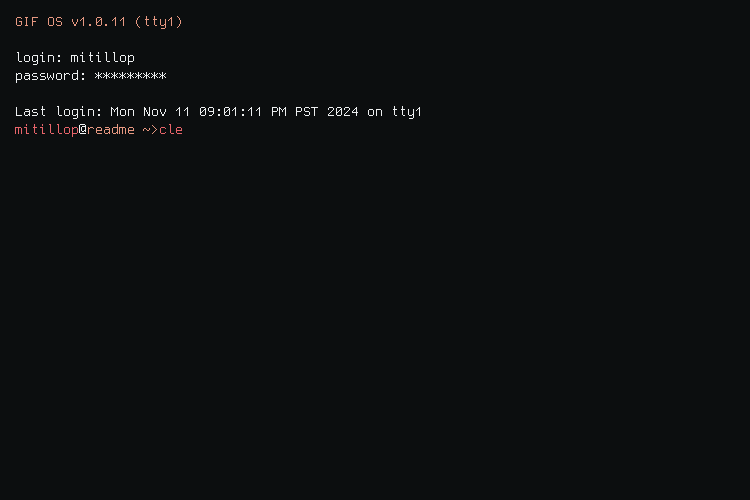 GIF OS v1.0.11 (tty1)
login: mitillop
password: *********
Last login: Mon Nov 11 09:01:11 PM PST 2024 on tty1
mitillop@readme ~>cle